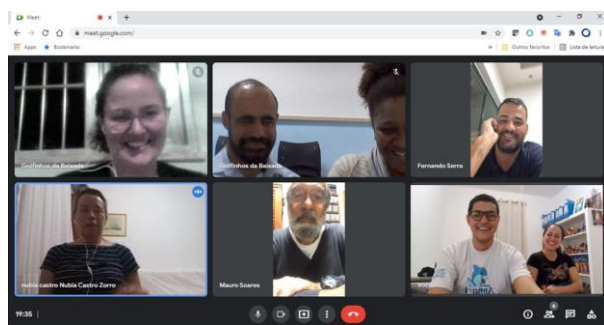 Meet
meet.google.com/
Apps
Bookmarks
Outros favoritos
Lista de leitura
Golfinhos da Baixada
Golfinhos da Baixada
Fernando Serra
nubia castro Nubia Castro Zorro
Mauro Soares
Você
19:35